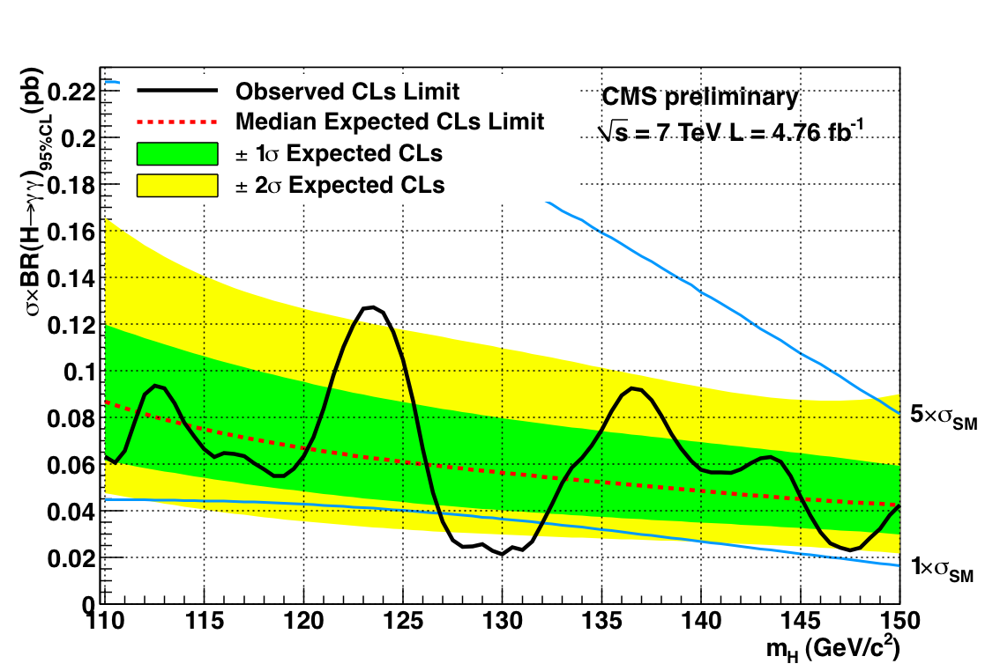 σ×BR(H→γγ)95%CL(pb)
Observed CLs Limit
Median Expected CLs Limit
± 1σ Expected CLs
± 2σ Expected CLs
CMS preliminary
√s = 7 TeV L = 4.76 fb-1
0.22
0.2
0.18
0.16
0.14
0.12
0.1
0.08
0.06
0.04
0.02
0
5×σSM
1×σSM
110 115 120 125 130 135 140 145 150
mH (GeV/c2)